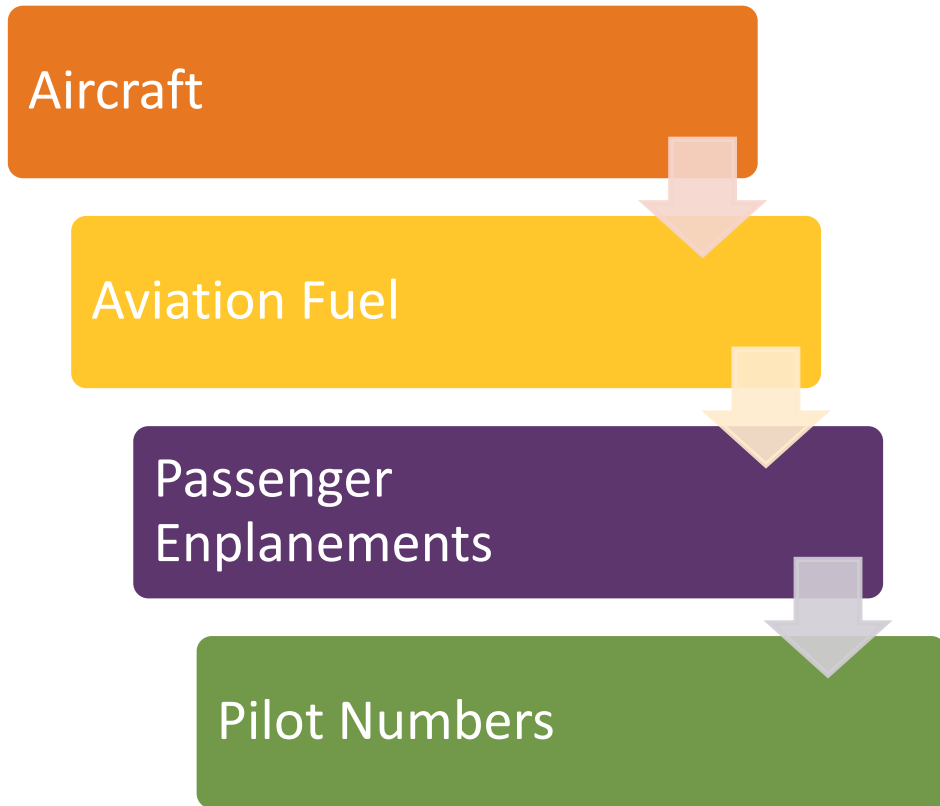 Aircraft
Aviation Fuel
Passenger
Enplanements
Pilot Numbers